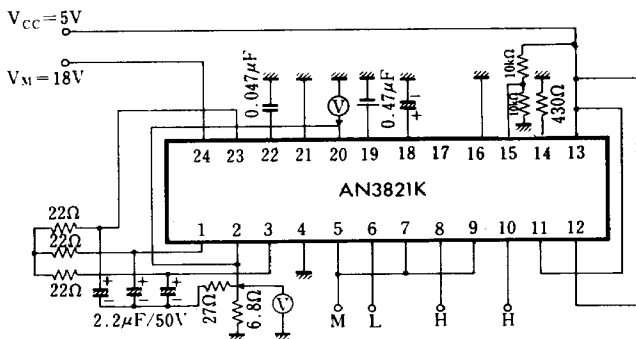 V_CC=5V
V_M=18V
0.047μF
0.47μF
10kΩ
10kΩ
430Ω
24 23 22 21 20 19 18 17 16 15 14 13
V
+
AN3821K
1 2 3 4 5 6 7 8 9 10 11 12
22Ω
22Ω
22Ω
+ + +
2.2μF/50V
27Ω
6.8Ω
V
M L H H